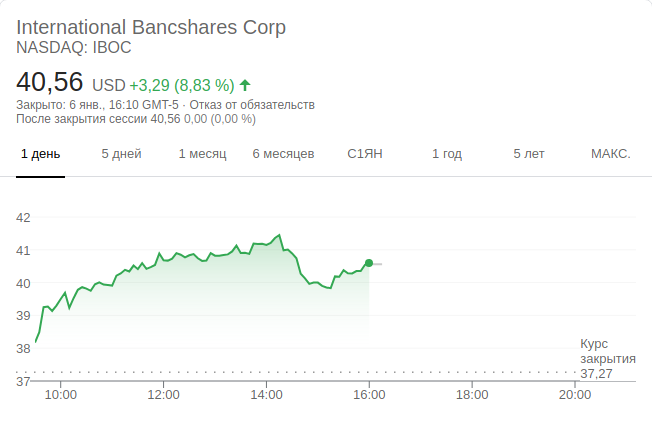 International Bancshares Corp
NASDAQ: IBOC
40,56 USD +3,29 (8,83 %)
Закрыто: 6 янв., 16:10 GMT-5 · Отказ от обязательств
После закрытия сессии 40,56 0,00 (0,00 %)
1 день 5 дней 1 месяц 6 месяцев С1ЯН 1 год 5 лет МАКС.
42
41
40
39
38
37
Курс
закрытия
37,27
10:00 12:00 14:00 16:00 18:00 20:00